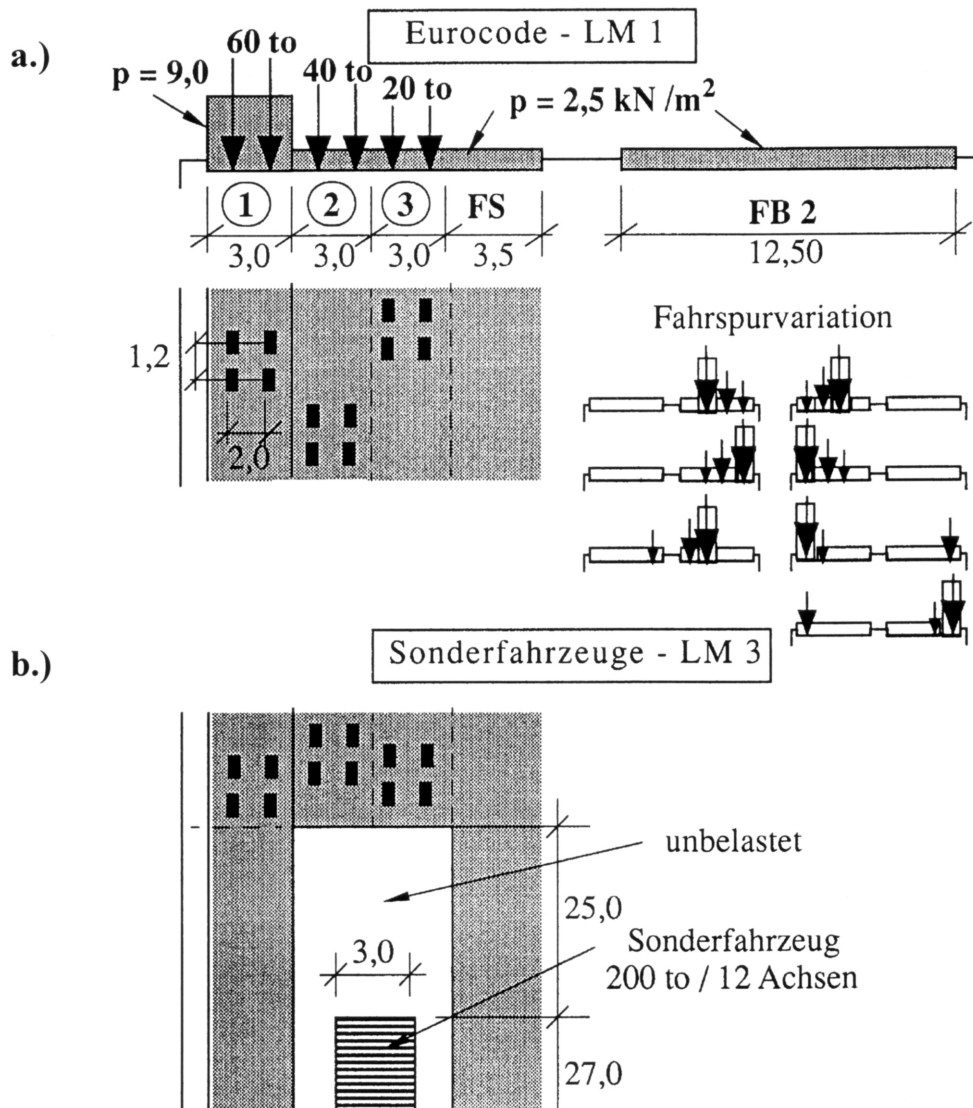 a.)
Eurocode - LM 1
60 to
40 to
20 to
p = 9,0
p = 2,5 kN /m²
1 2 3 FS
FB 2
3,0 3,0 3,0 3,5
12,50
1,2
2,0
Fahrspurvariation
b.)
Sonderfahrzeuge - LM 3
unbelastet
25,0
3,0
Sonderfahrzeug
200 to / 12 Achsen
27,0